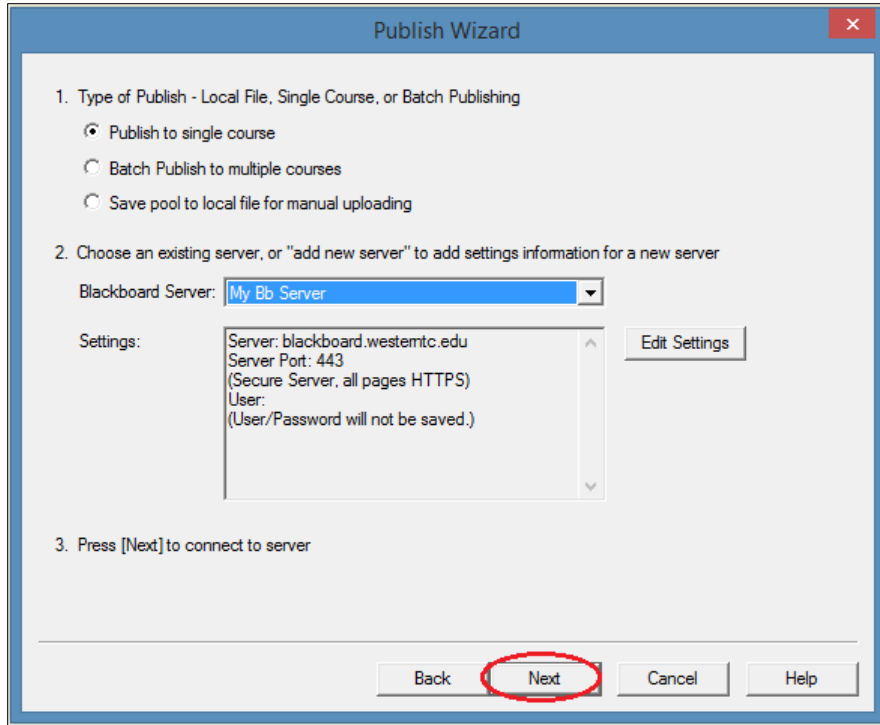 Publish Wizard
1. Type of Publish - Local File, Single Course, or Batch Publishing
Publish to single course
Batch Publish to multiple courses
Save pool to local file for manual uploading
2. Choose an existing server, or "add new server" to add settings information for a new server
Blackboard Server: My Bb Server
Settings:
Server: blackboard.westerntc.edu
Server Port: 443
(Secure Server, all pages HTTPS)
User:
(User/Password will not be saved.)
Edit Settings
3. Press [Next] to connect to server
Back Next Cancel Help